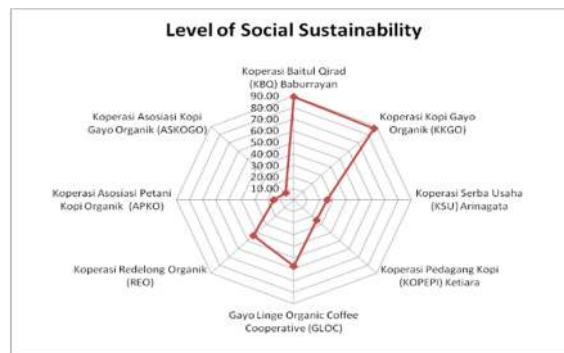 Level of Social Sustainability
Koperasi Baitul Qirad
(KBQ) Baburrayan
90.00
80.00
70.00
60.00
50.00
40.00
30.00
20.00
10.00
Koperasi Kopi Gayo
Organik (KKGO)
Koperasi Serba Usaha
(KSU) Arinagata
Koperasi Pedagang Kopi
(KOPEPI) Ketiara
Gayo Linge Organic Coffee
Cooperative (GLOC)
Koperasi Redelong Organik
(REO)
Koperasi Asosiasi Petani
Kopi Organik (APKO)
Koperasi Asosiasi Kopi
Gayo Organik (ASKOGO)